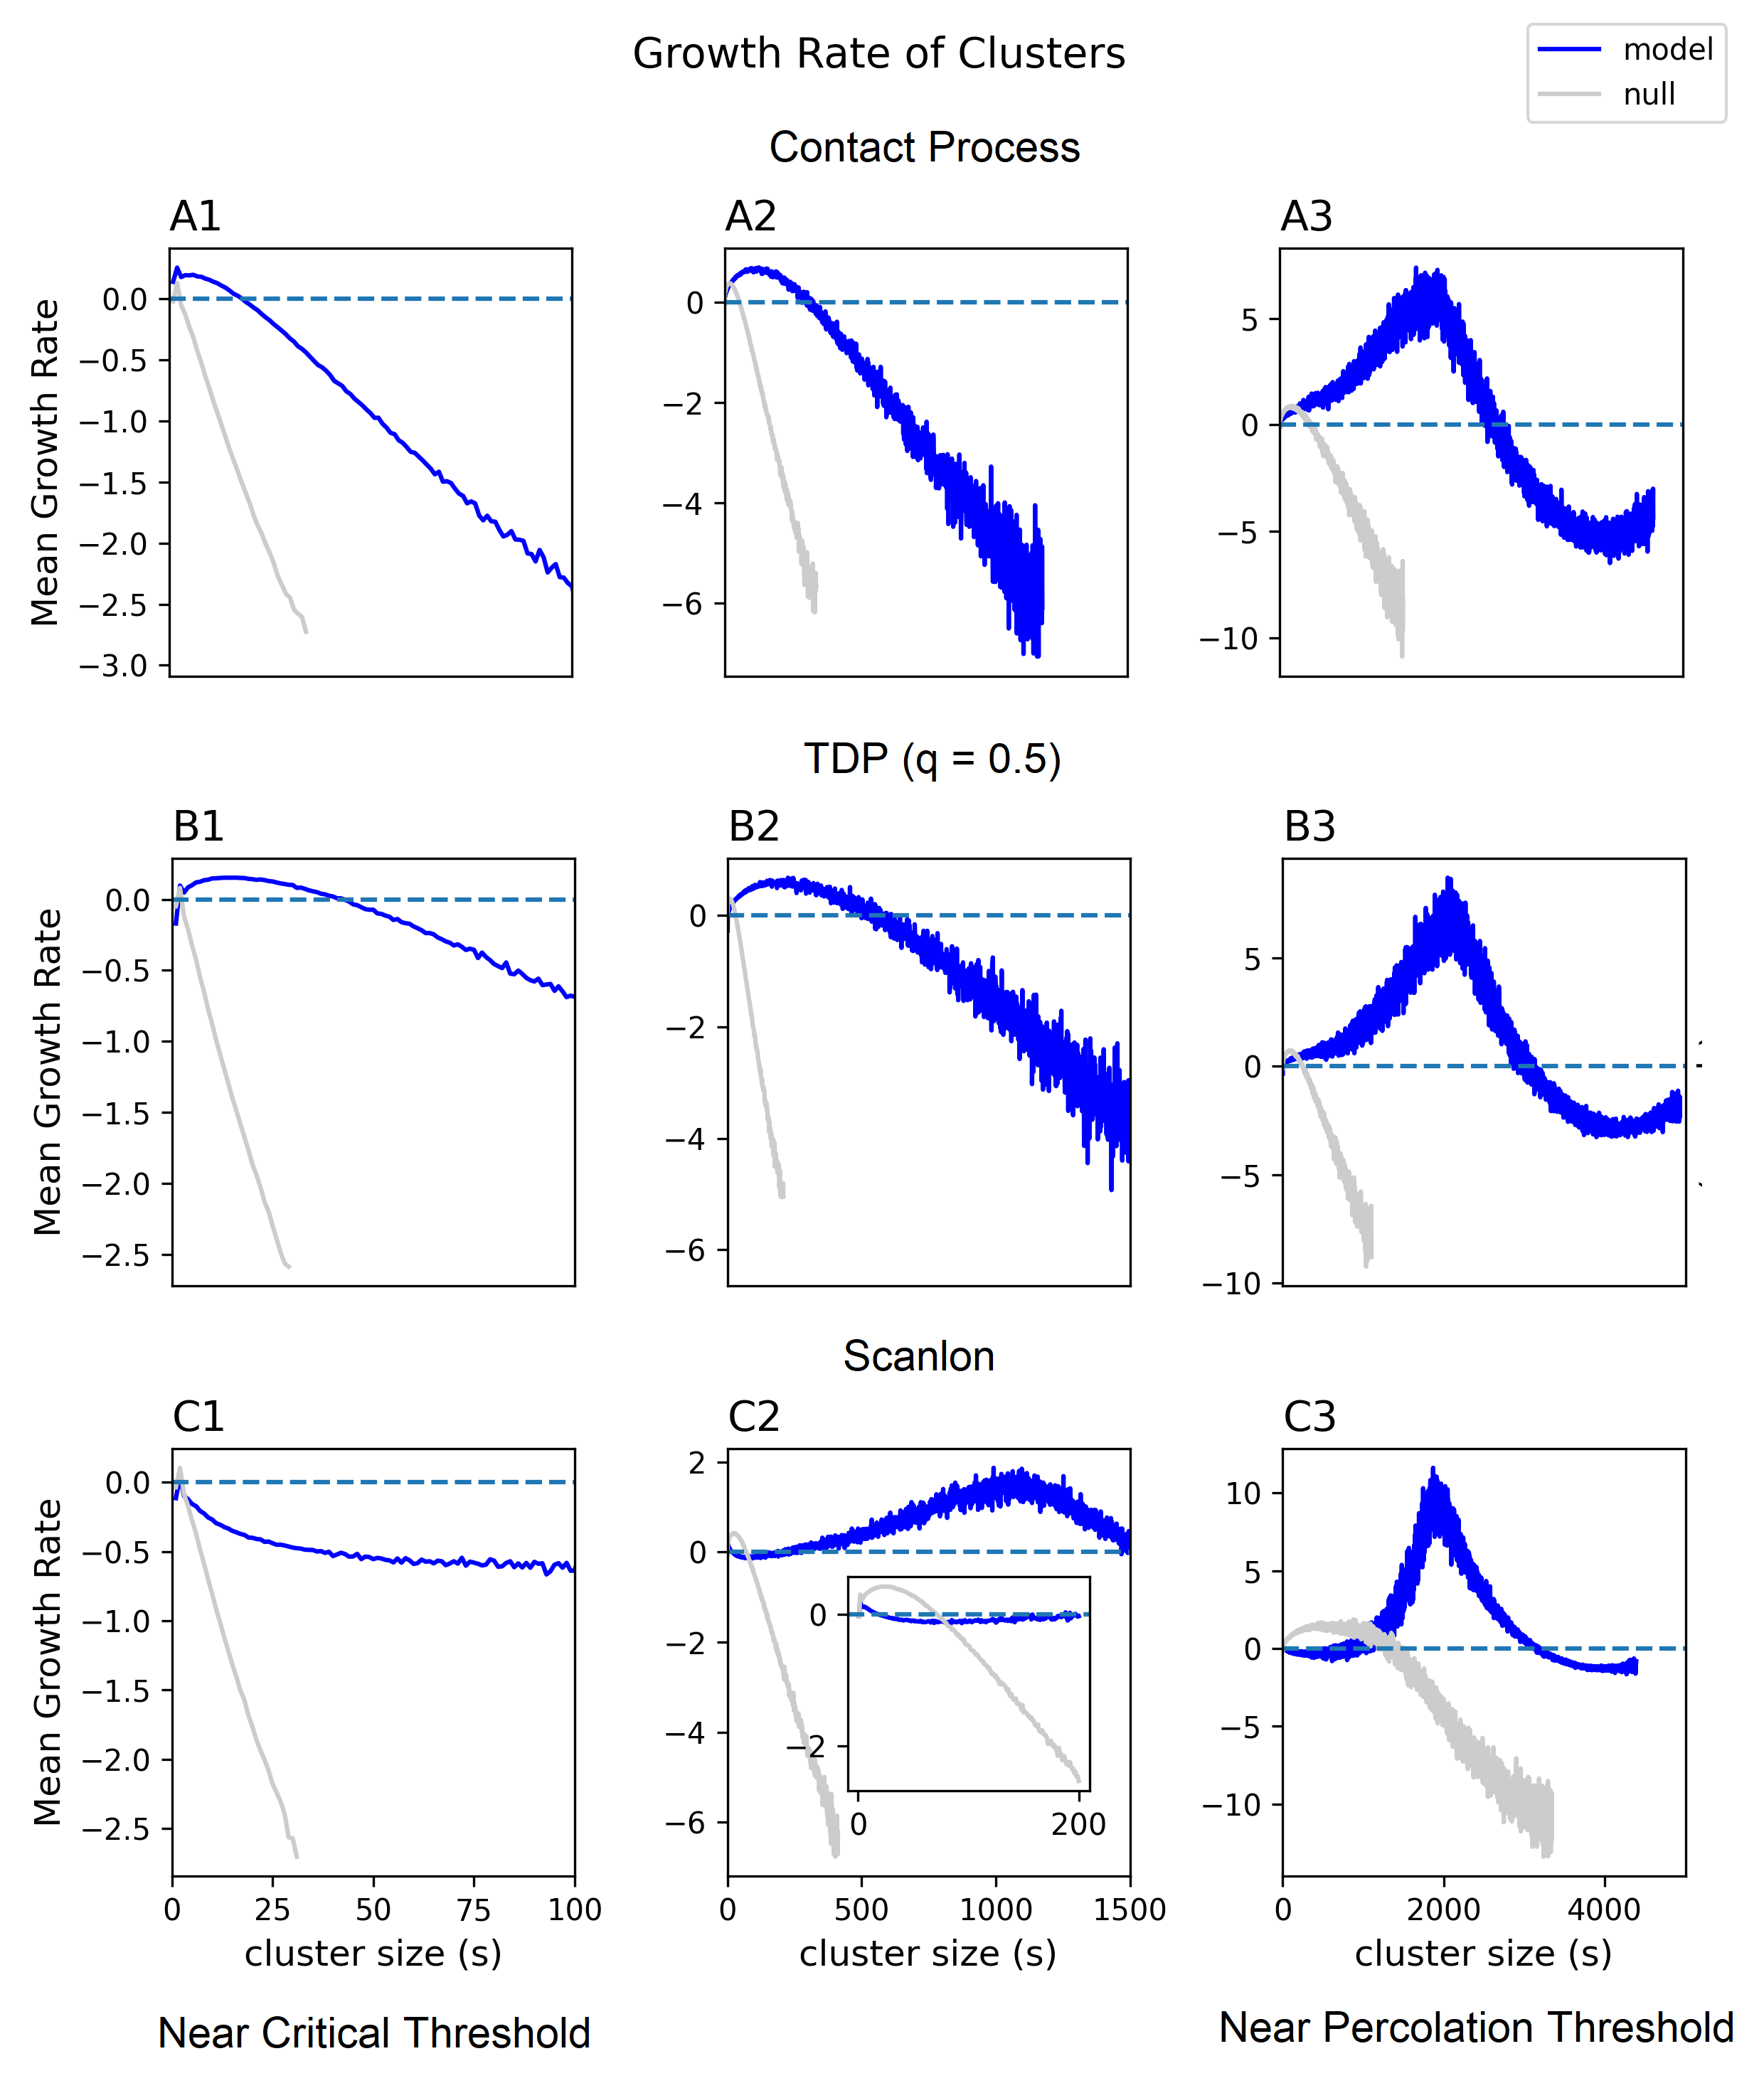 Growth Rate of Clusters
model
null
Contact Process
A1
A2
A3
Mean Growth Rate
0.0
−0.5
−1.0
−1.5
−2.0
−2.5
−3.0
0
−2
−4
−6
5
0
−5
−10
TDP (q = 0.5)
B1
B2
B3
Mean Growth Rate
0.0
−0.5
−1.0
−1.5
−2.0
−2.5
0
−2
−4
−6
5
0
−5
−10
Scanlon
C1
C2
C3
Mean Growth Rate
0.0
−0.5
−1.0
−1.5
−2.0
−2.5
0 25 50 75 100
cluster size (s)
2
0
−2
−4
−6
0
−2
0 200
0 500 1000 1500
cluster size (s)
10
5
0
−5
−10
0 2000 4000
cluster size (s)
Near Critical Threshold
Near Percolation Threshold